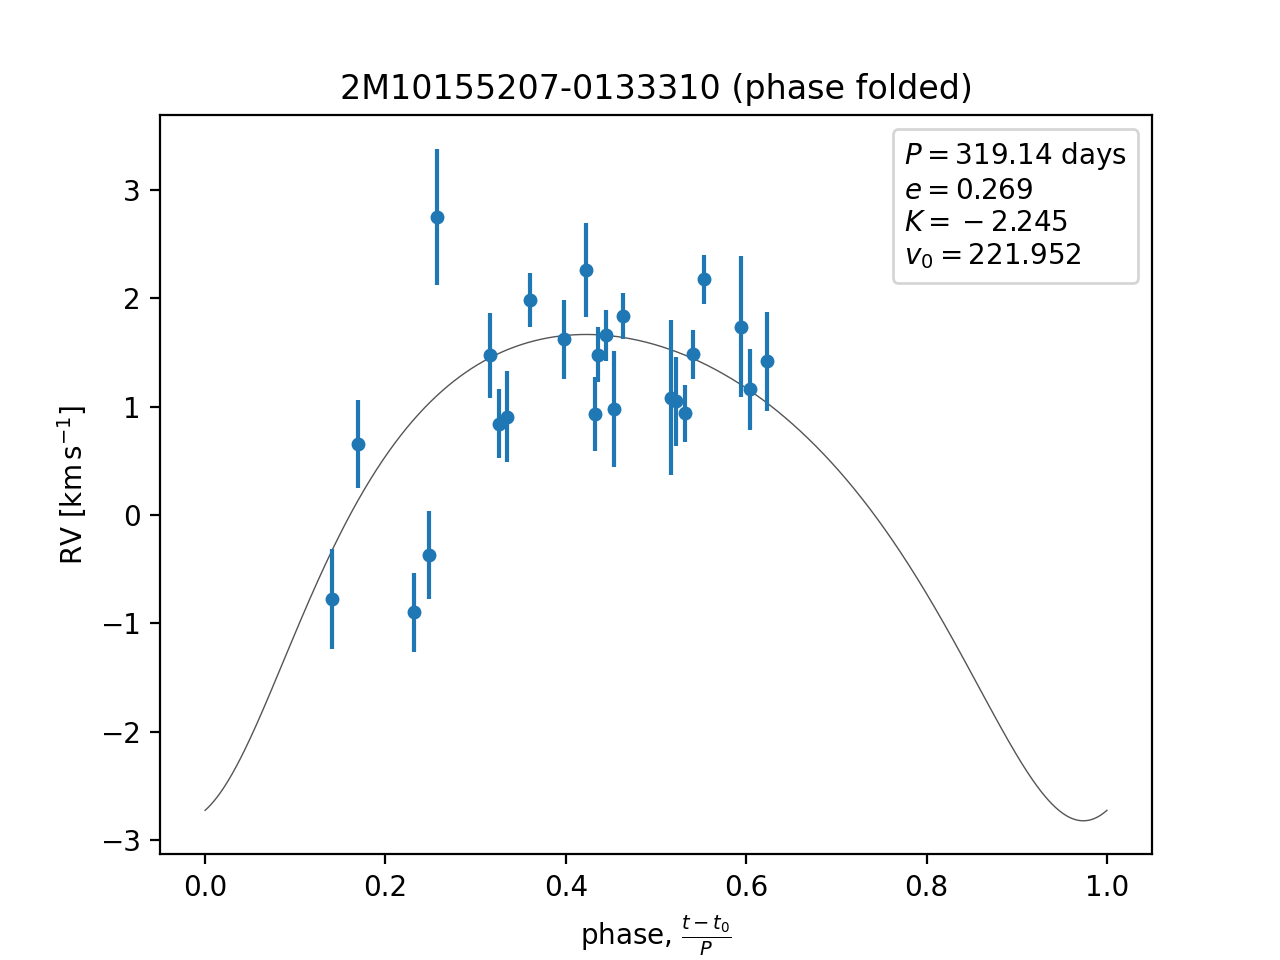 2M10155207-0133310 (phase folded)
P = 319.14 days
e = 0.269
K = −2.245
v₀ = 221.952
RV [km s⁻¹]
3
2
1
0
−1
−2
−3
0.0 0.2 0.4 0.6 0.8 1.0
phase, (t − t₀)/P